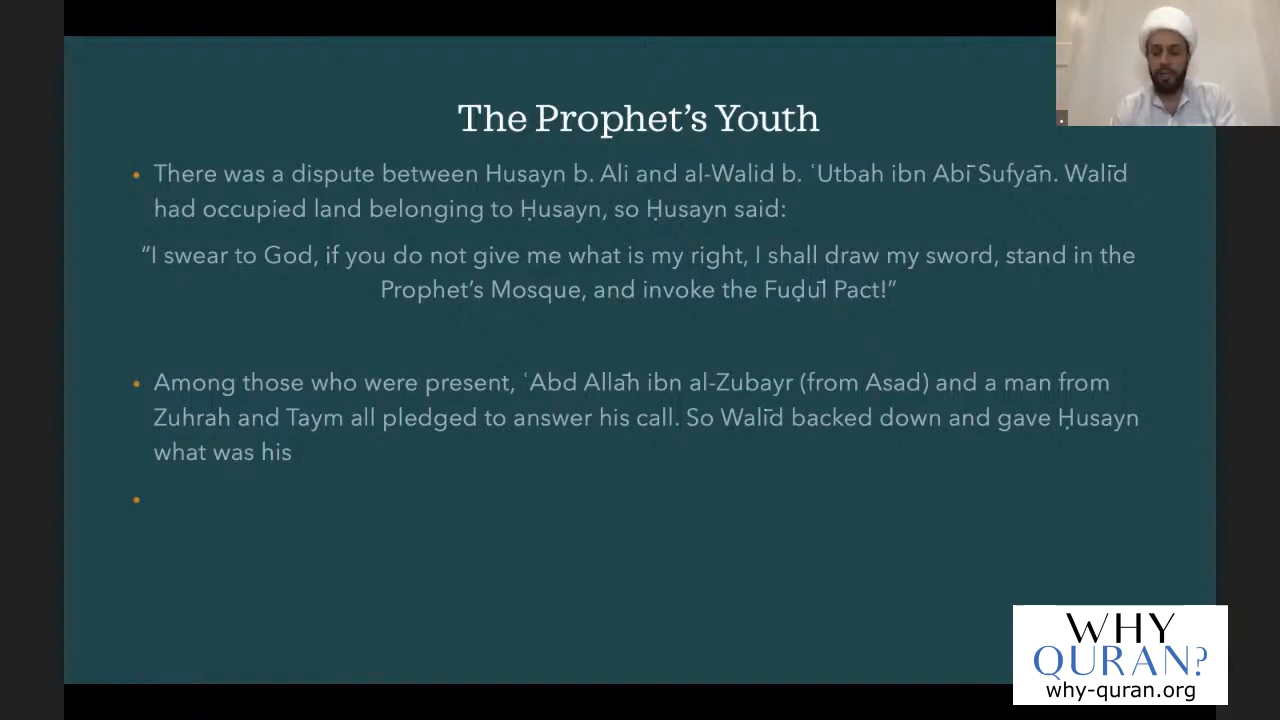 The Prophet’s Youth
• There was a dispute between Husayn b. Ali and al-Walid b. ʿUtbah ibn Abī Sufyān. Walīd
had occupied land belonging to Ḥusayn, so Ḥusayn said:
“I swear to God, if you do not give me what is my right, I shall draw my sword, stand in the
Prophet’s Mosque, and invoke the Fuḍūl Pact!”
• Among those who were present, ʿAbd Allāh ibn al-Zubayr (from Asad) and a man from
Zuhrah and Taym all pledged to answer his call. So Walīd backed down and gave Ḥusayn
what was his
•
WHY
QURAN?
why-quran.org